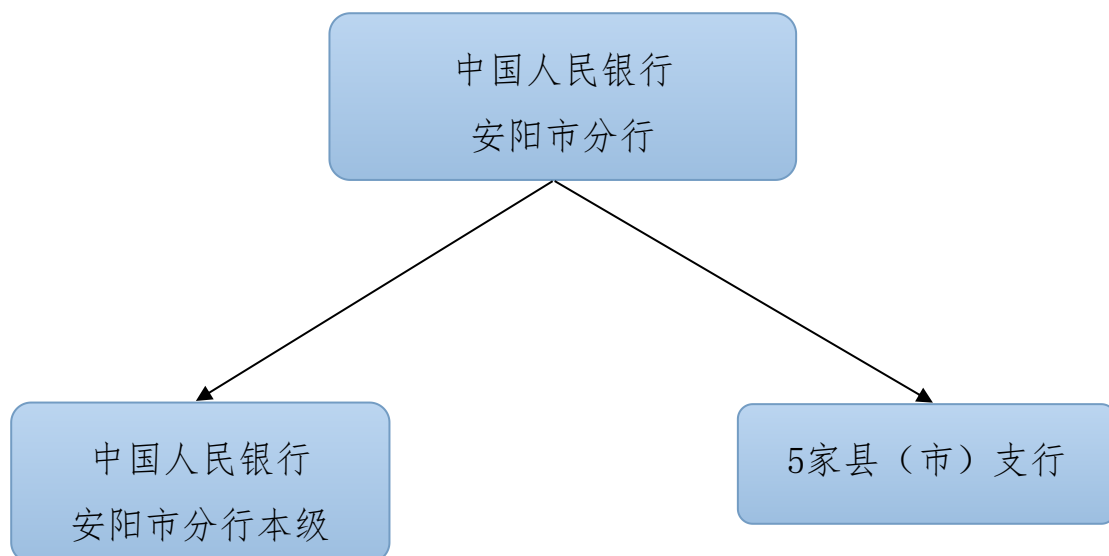 中国人民银行
安阳市分行
中国人民银行
安阳市分行本级
5家县（市）支行